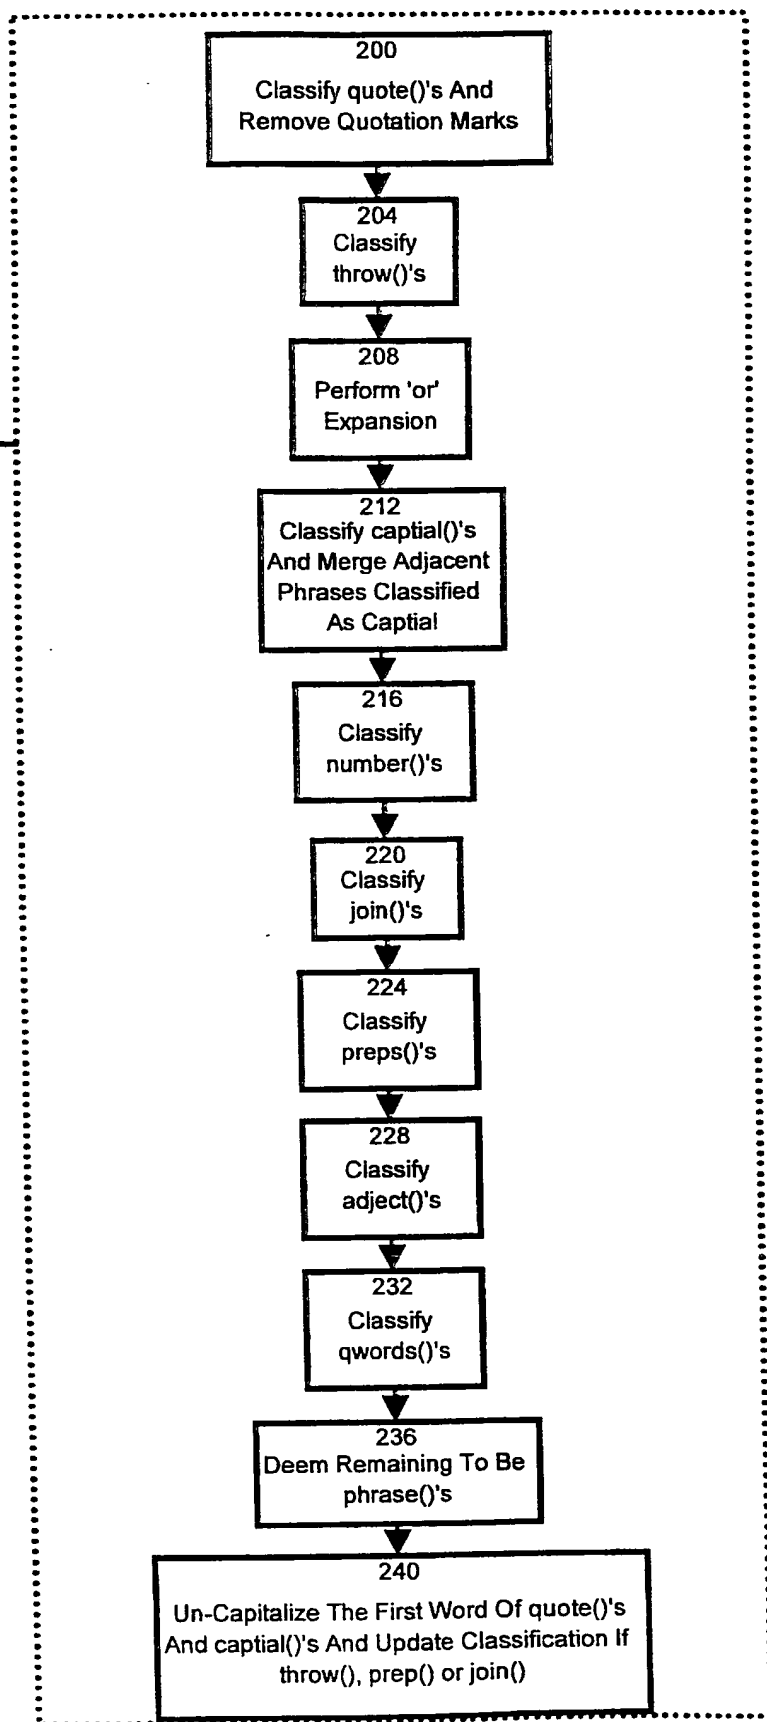 200
Classify quote()'s And
Remove Quotation Marks
204
Classify
throw()'s
208
Perform 'or'
Expansion
212
Classify captial()'s
And Merge Adjacent
Phrases Classified
As Captial
216
Classify
number()'s
220
Classify
join()'s
224
Classify
preps()'s
228
Classify
adject()'s
232
Classify
qwords()'s
236
Deem Remaining To Be
phrase()'s
240
Un-Capitalize The First Word Of quote()'s
And captial()'s And Update Classification If
throw(), prep() or join()